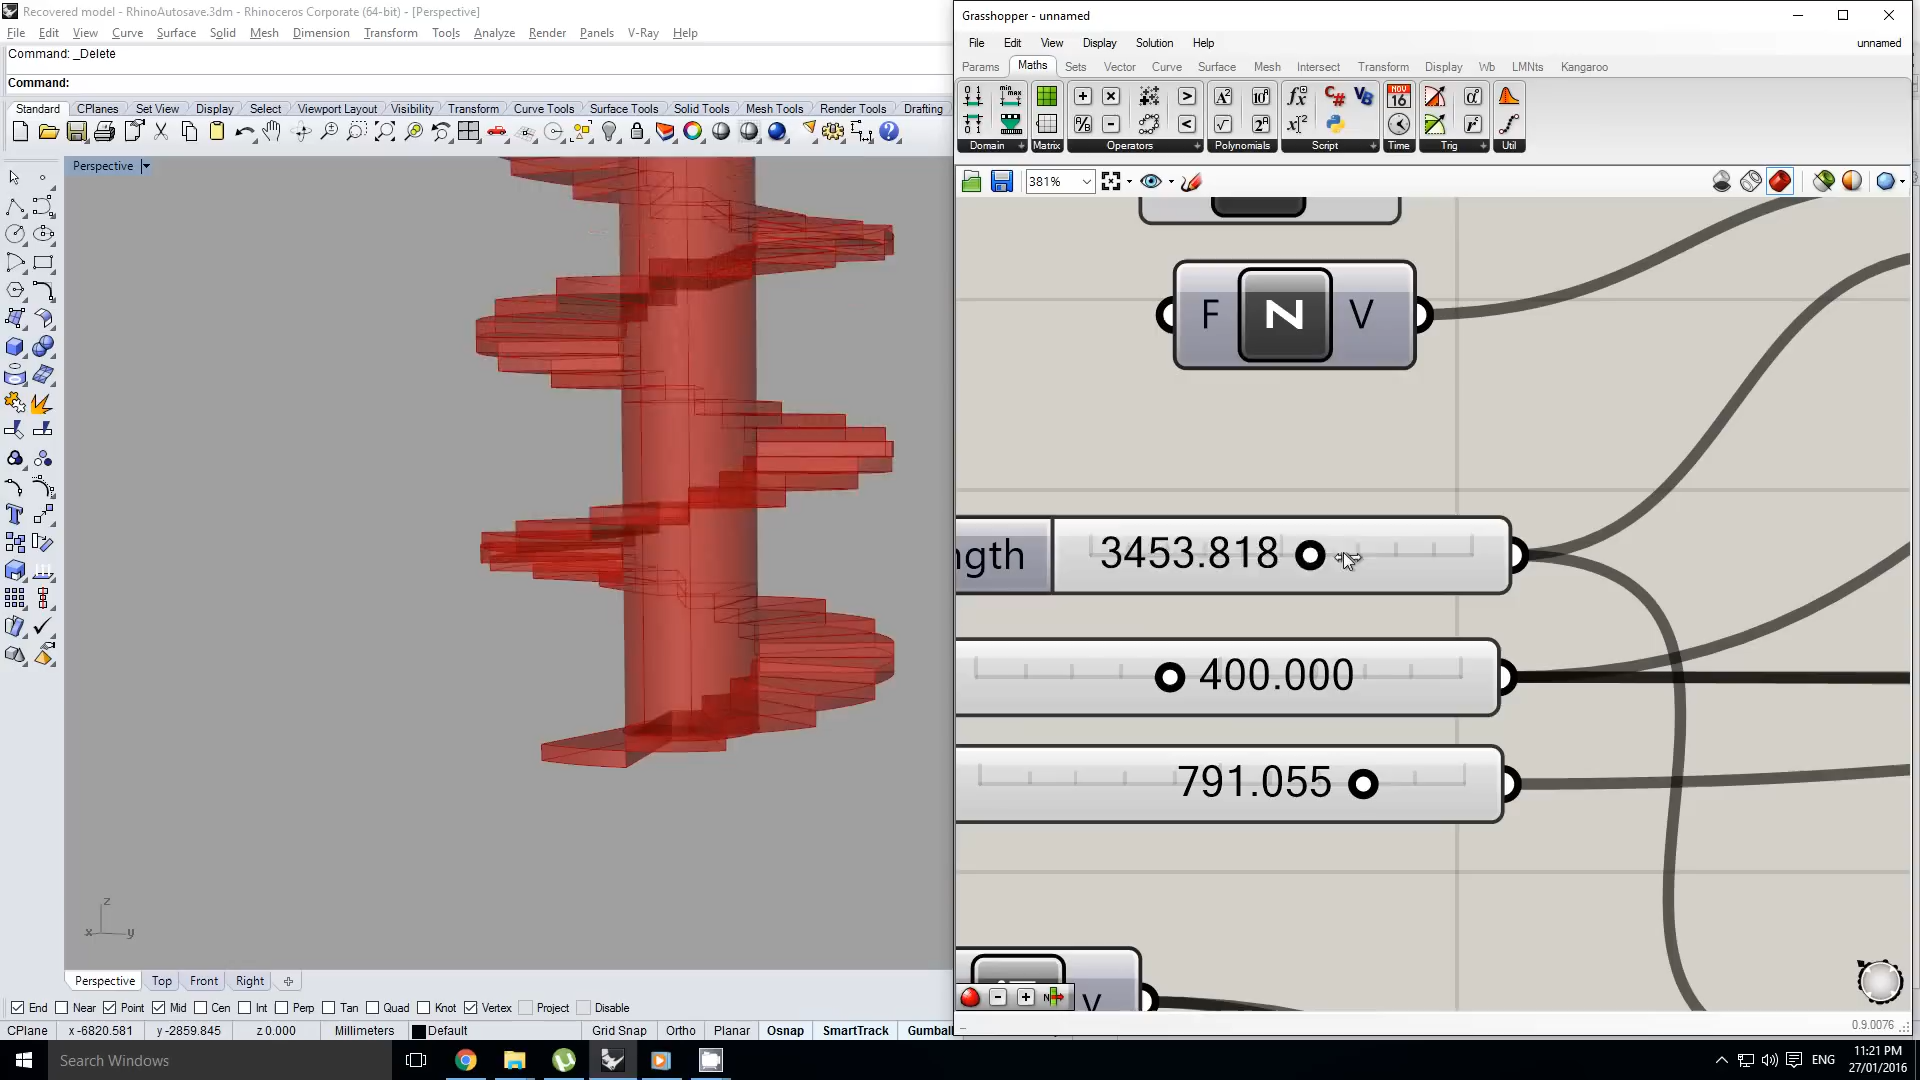 Recovered model - RhinoAutosave.3dm - Rhinoceros Corporate (64-bit) - [Perspective]
File Edit View Curve Surface Solid Mesh Dimension Transform Tools Analyze Render Panels V-Ray Help
Command: _Delete
Command:
Standard CPlanes Set View Display Select Viewport Layout Visibility Transform Curve Tools Surface Tools Solid Tools Mesh Tools Render Tools Drafting
Perspective
z
x y
Perspective Top Front Right
End Near Point Mid Cen Int Perp Tan Quad Knot Vertex Project Disable
CPlane x -6820.581 y -2859.845 z 0.000 Millimeters Default Grid Snap Ortho Planar Osnap SmartTrack Gumball
Grasshopper - unnamed
File Edit View Display Solution Help unnamed
Params Maths Sets Vector Curve Surface Mesh Intersect Transform Display Wb LMNts Kangaroo
Domain Matrix Operators Polynomials Script Time Trig Util
381%
F N V
ngth 3453.818
400.000
791.055
V
0.9.0076
Search Windows
ENG
11:21 PM
27/01/2016